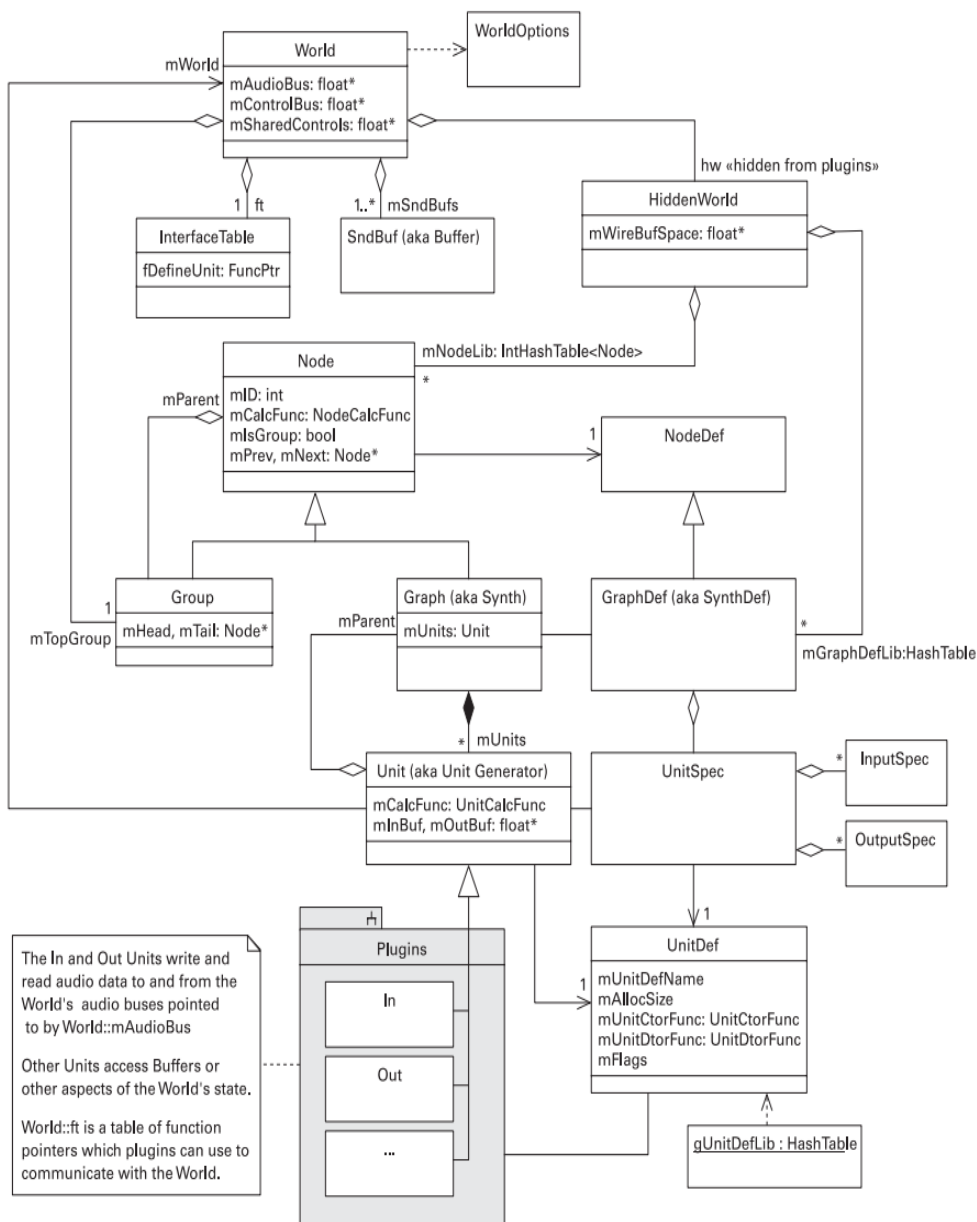 World
WorldOptions
mWorld
mAudioBus: float*
mControlBus: float*
mSharedControls: float*
hw «hidden from plugins»
1 ft
1..* mSndBufs
HiddenWorld
mWireBufSpace: float*
InterfaceTable
fDefineUnit: FuncPtr
SndBuf (aka Buffer)
mNodeLib: IntHashTable<Node>
*
Node
mParent
mID: int
mCalcFunc: NodeCalcFunc
mIsGroup: bool
mPrev, mNext: Node*
1
NodeDef
1
Group
mHead, mTail: Node*
mTopGroup
mParent
Graph (aka Synth)
mUnits: Unit
GraphDef (aka SynthDef)
*
mGraphDefLib:HashTable
* mUnits
Unit (aka Unit Generator)
mCalcFunc: UnitCalcFunc
mInBuf, mOutBuf: float*
UnitSpec
*
InputSpec
*
OutputSpec
1
The In and Out Units write and
read audio data to and from the
World's audio buses pointed
to by World::mAudioBus
Other Units access Buffers or
other aspects of the World's state.
World::ft is a table of function
pointers which plugins can use to
communicate with the World.
Plugins
In
Out
...
1
UnitDef
mUnitDefName
mAllocSize
mUnitCtorFunc: UnitCtorFunc
mUnitDtorFunc: UnitDtorFunc
mFlags
gUnitDefLib : HashTable